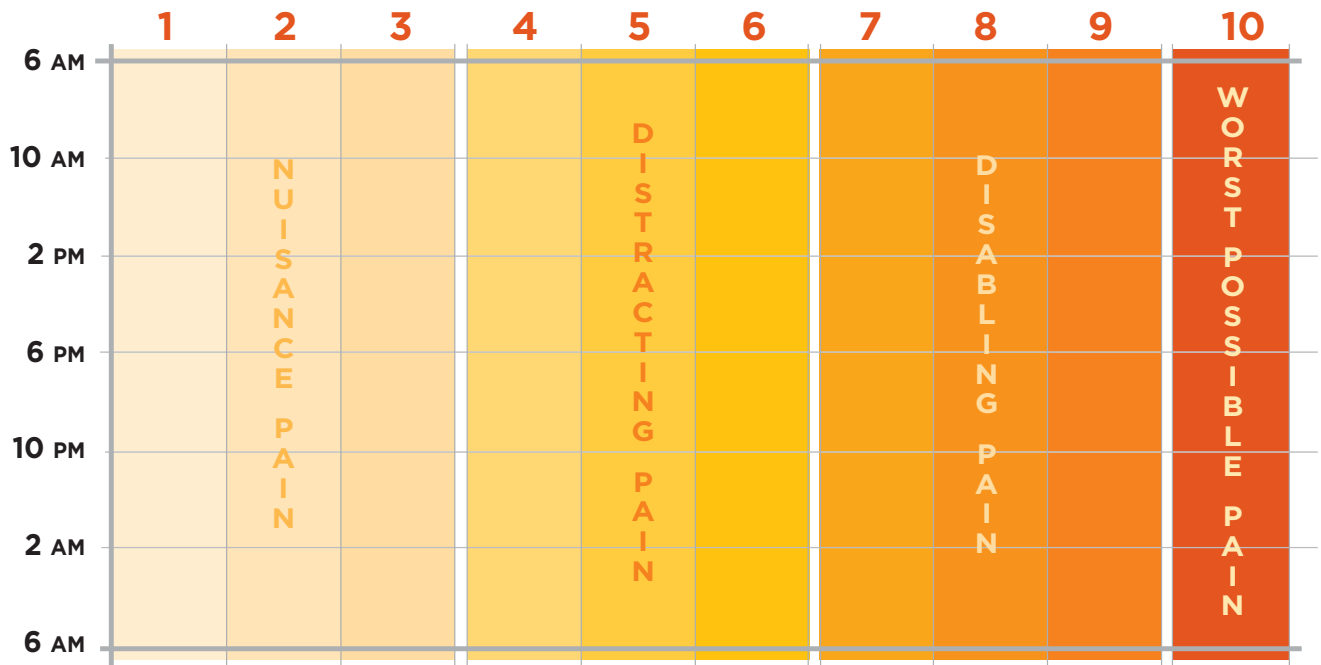 1 2 3 4 5 6 7 8 9 10
6 AM
10 AM
2 PM
6 PM
10 PM
2 AM
6 AM
NUISANCE PAIN
DISTRACTING PAIN
DISABLING PAIN
WORST POSSIBLE PAIN